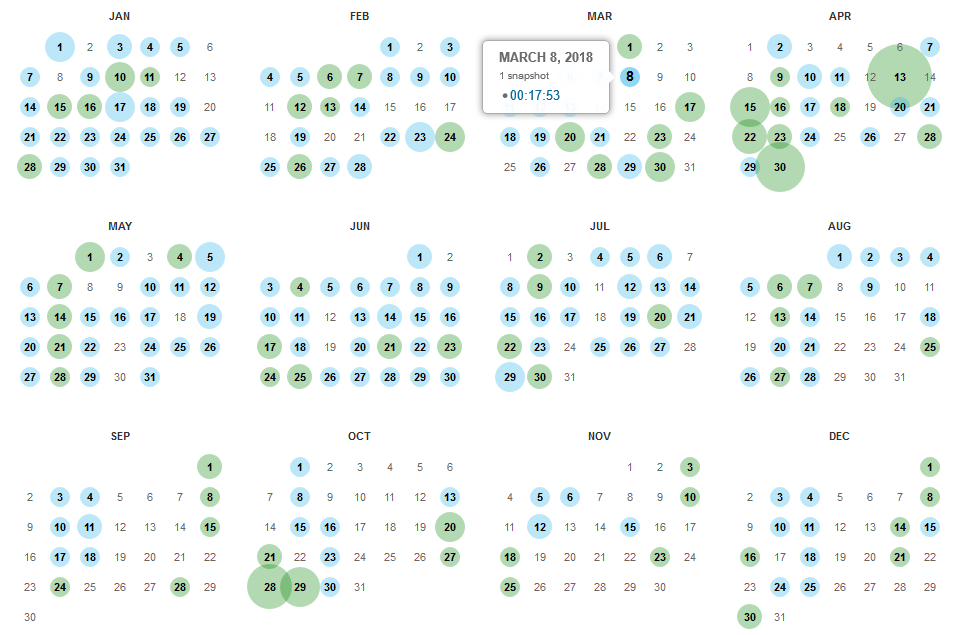 JAN
1 2 3 4 5 6
7 8 9 10 11 12 13
14 15 16 17 18 19 20
21 22 23 24 25 26 27
28 29 30 31
FEB
1 2 3
4 5 6 7 8 9 10
11 12 13 14 15 16 17
18 19 20 21 22 23 24
25 26 27 28
MAR
1 2 3
MARCH 8, 2018
1 snapshot
•00:17:53
8 9 10
15 16 17
18 19 20 21 22 23 24
25 26 27 28 29 30 31
APR
1 2 3 4 5 6 7
8 9 10 11 12 13 14
15 16 17 18 19 20 21
22 23 24 25 26 27 28
29 30
MAY
1 2 3 4 5
6 7 8 9 10 11 12
13 14 15 16 17 18 19
20 21 22 23 24 25 26
27 28 29 30 31
JUN
1 2
3 4 5 6 7 8 9
10 11 12 13 14 15 16
17 18 19 20 21 22 23
24 25 26 27 28 29 30
JUL
1 2 3 4 5 6 7
8 9 10 11 12 13 14
15 16 17 18 19 20 21
22 23 24 25 26 27 28
29 30 31
AUG
1 2 3 4
5 6 7 8 9 10 11
12 13 14 15 16 17 18
19 20 21 22 23 24 25
26 27 28 29 30 31
SEP
1
2 3 4 5 6 7 8
9 10 11 12 13 14 15
16 17 18 19 20 21 22
23 24 25 26 27 28 29
30
OCT
1 2 3 4 5 6
7 8 9 10 11 12 13
14 15 16 17 18 19 20
21 22 23 24 25 26 27
28 29 30 31
NOV
1 2 3
4 5 6 7 8 9 10
11 12 13 14 15 16 17
18 19 20 21 22 23 24
25 26 27 28 29 30
DEC
1
2 3 4 5 6 7 8
9 10 11 12 13 14 15
16 17 18 19 20 21 22
23 24 25 26 27 28 29
30 31